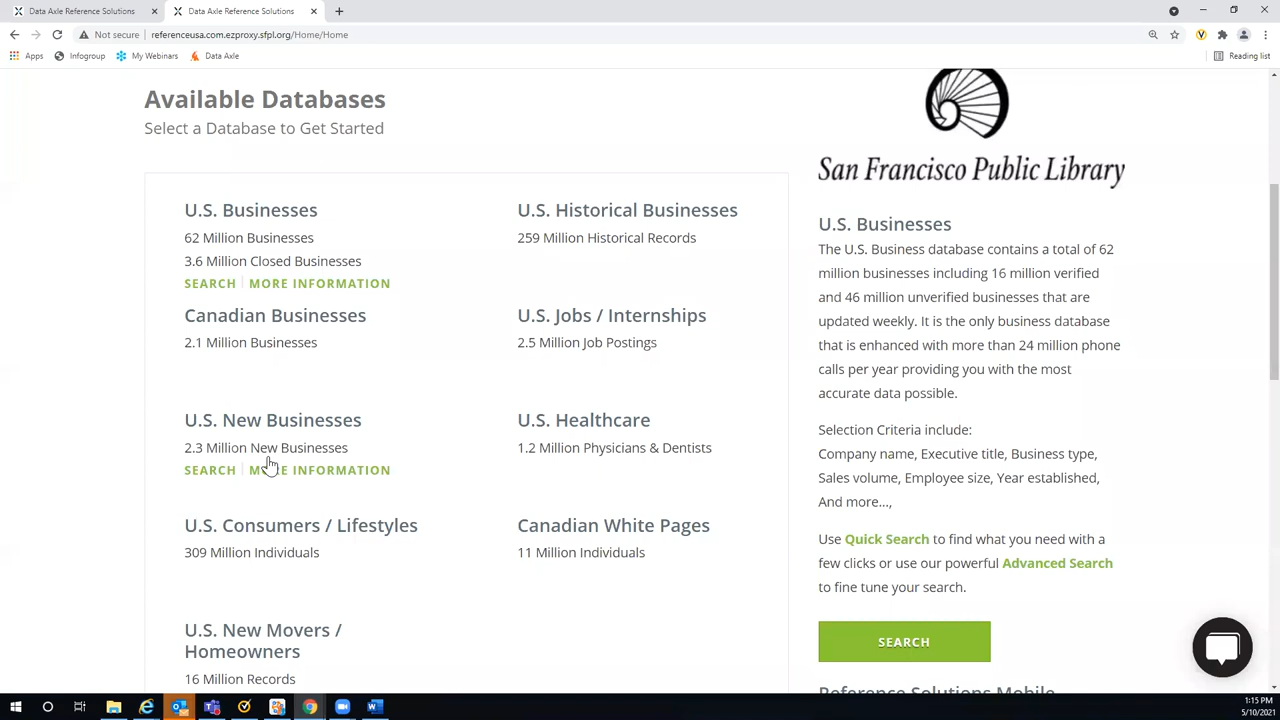 Data Axle Reference Solutions
Data Axle Reference Solutions
Not secure
referenceusa.com.ezproxy.sfpl.org/Home/Home
Apps
Infogroup
My Webinars
Data Axle
Reading list
Available Databases
Select a Database to Get Started
U.S. Businesses
62 Million Businesses
3.6 Million Closed Businesses
SEARCH
MORE INFORMATION
U.S. Historical Businesses
259 Million Historical Records
Canadian Businesses
2.1 Million Businesses
U.S. Jobs / Internships
2.5 Million Job Postings
U.S. New Businesses
2.3 Million New Businesses
SEARCH
MORE INFORMATION
U.S. Healthcare
1.2 Million Physicians & Dentists
U.S. Consumers / Lifestyles
309 Million Individuals
Canadian White Pages
11 Million Individuals
U.S. New Movers /
Homeowners
16 Million Records
San Francisco Public Library
U.S. Businesses
The U.S. Business database contains a total of 62
million businesses including 16 million verified
and 46 million unverified businesses that are
updated weekly. It is the only business database
that is enhanced with more than 24 million phone
calls per year providing you with the most
accurate data possible.
Selection Criteria include:
Company name, Executive title, Business type,
Sales volume, Employee size, Year established,
And more...,
Use Quick Search to find what you need with a
few clicks or use our powerful Advanced Search
to fine tune your search.
SEARCH
Reference Solutions Mobile
1:15 PM
5/10/2021